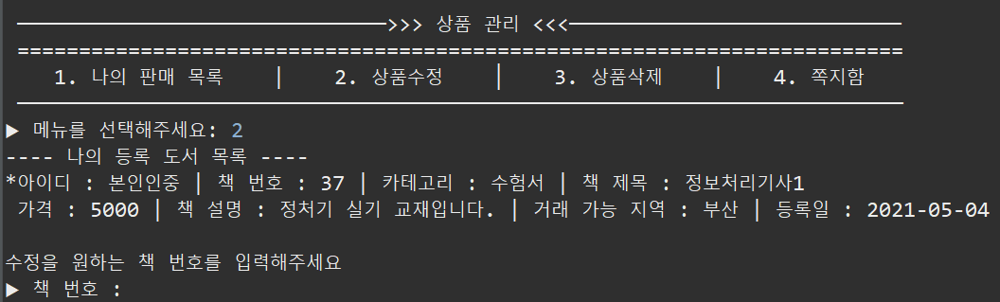 ──────────────────────────────>>> 상품 관리 <<<───────────────────────────
=========================================================================
1. 나의 판매 목록 | 2. 상품수정 | 3. 상품삭제 | 4. 쪽지함
─────────────────────────────────────────────────────────────────────────
▶ 메뉴를 선택해주세요: 2
---- 나의 등록 도서 목록 ----
*아이디 : 본인인중 | 책 번호 : 37 | 카테고리 : 수험서 | 책 제목 : 정보처리기사1
가격 : 5000 | 책 설명 : 정처기 실기 교재입니다. | 거래 가능 지역 : 부산 | 등록일 : 2021-05-04
수정을 원하는 책 번호를 입력해주세요
▶ 책 번호 :